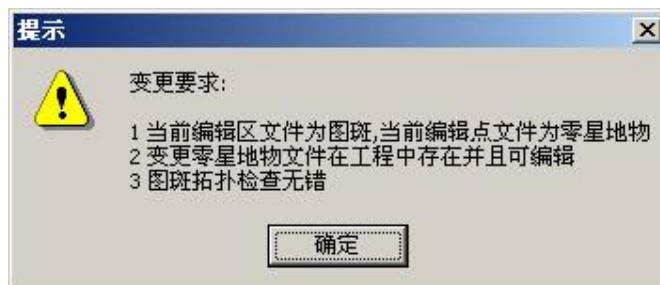 提示
变更要求:
1 当前编辑区文件为图斑,当前编辑点文件为零星地物
2 变更零星地物文件在工程中存在并且可编辑
3 图斑拓扑检查无错
确定